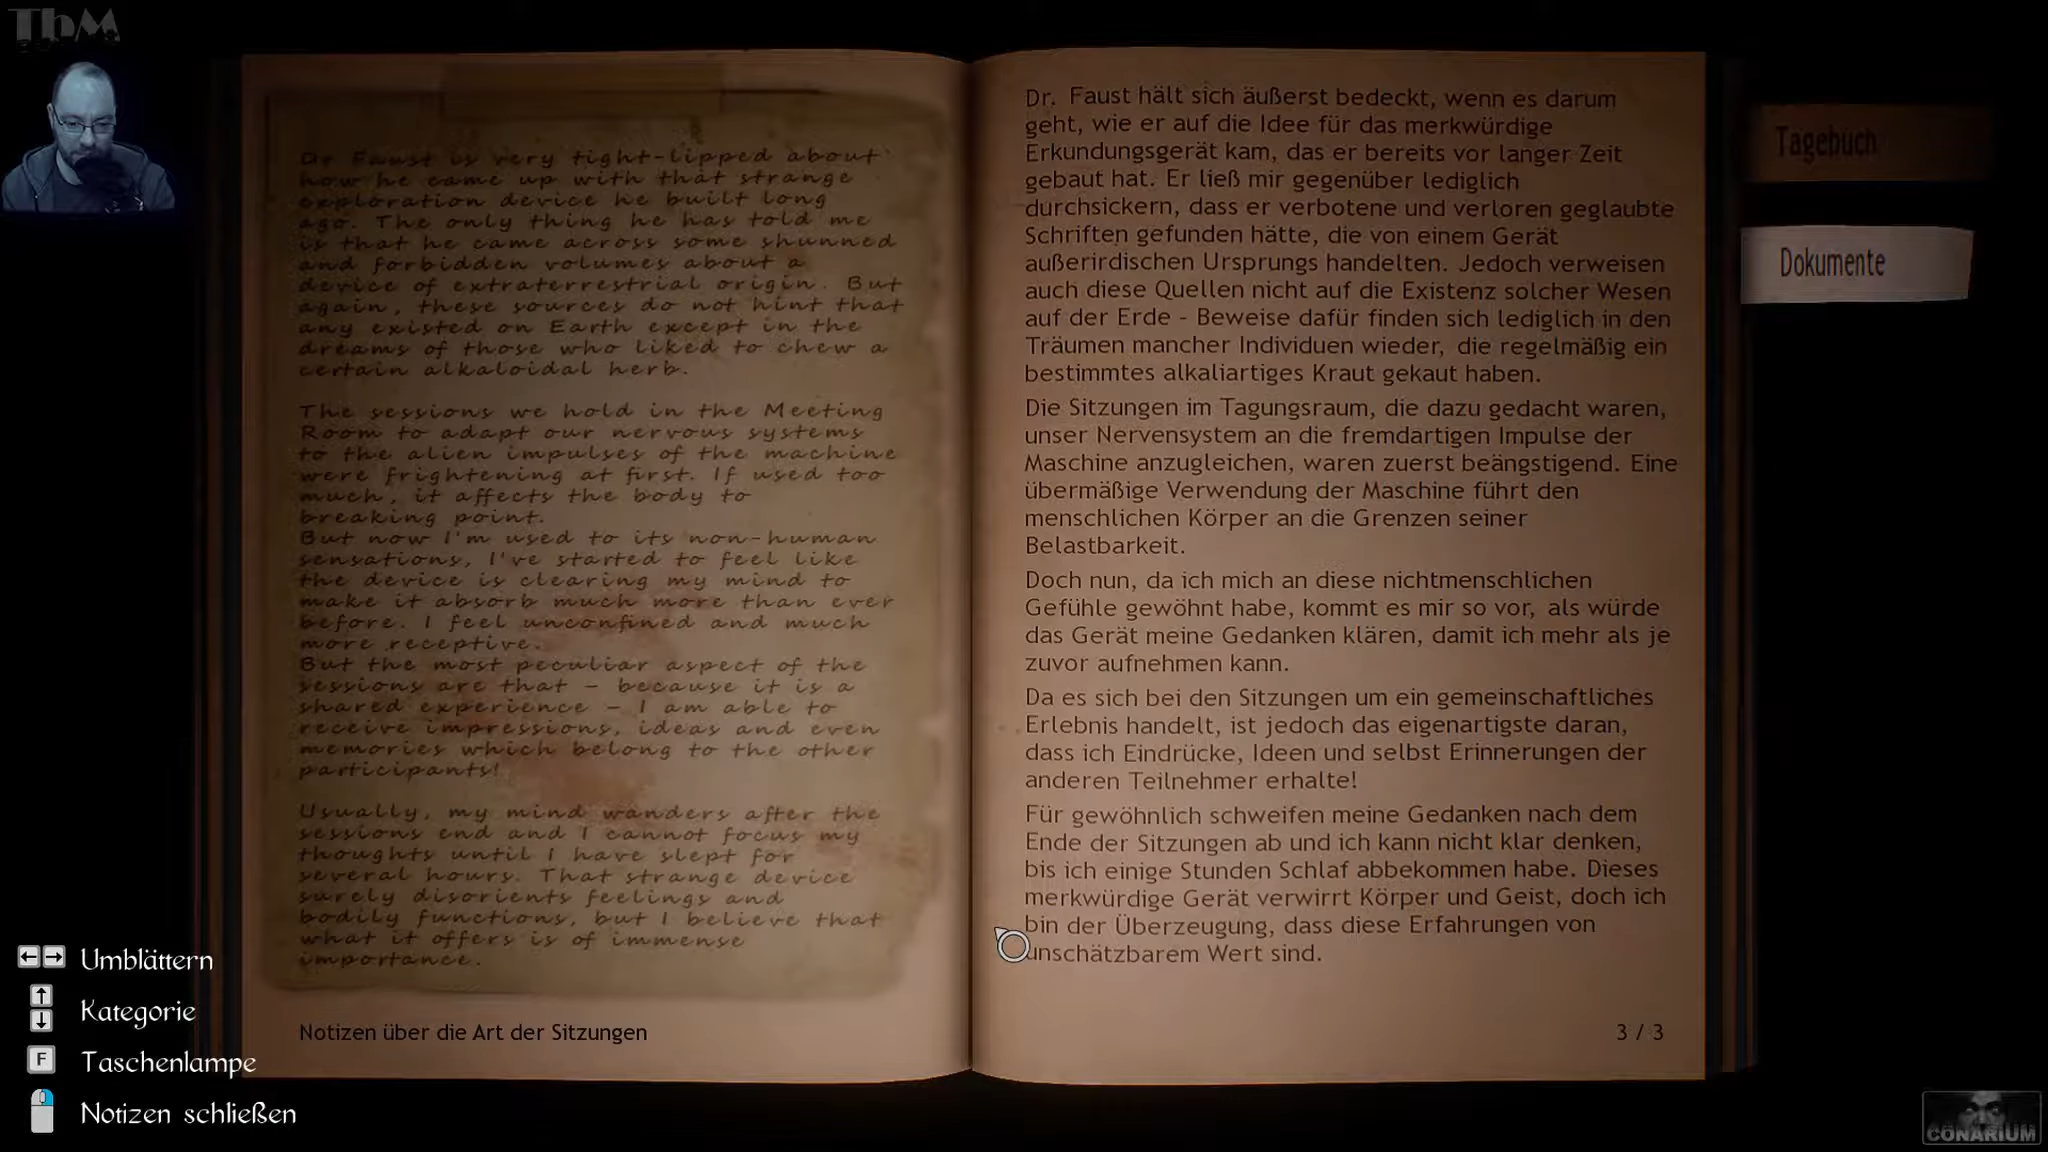 TbM
Dr Faust is very tight-lipped about
how he came up with that strange
exploration device he built long
ago. The only thing he has told me
is that he came across some shunned
and forbidden volumes about a
device of extraterrestrial origin. But
again, these sources do not hint that
any existed on Earth except in the
dreams of those who liked to chew a
certain alkaloidal herb.
The sessions we hold in the Meeting
Room to adapt our nervous systems
to the alien impulses of the machine
were frightening at first. If used too
much, it affects the body to
breaking point.
But now I'm used to its non-human
sensations, I've started to feel like
the device is clearing my mind to
make it absorb much more than ever
before. I feel unconfined and much
more receptive.
But the most peculiar aspect of the
sessions are that - because it is a
shared experience - I am able to
receive impressions, ideas and even
memories which belong to the other
participants!
Usually, my mind wanders after the
sessions end and I cannot focus my
thoughts until I have slept for
several hours. That strange device
surely disorients feelings and
bodily functions, but I believe that
what it offers is of immense
importance.
Notizen über die Art der Sitzungen
Dr. Faust hält sich äußerst bedeckt, wenn es darum
geht, wie er auf die Idee für das merkwürdige
Erkundungsgerät kam, das er bereits vor langer Zeit
gebaut hat. Er ließ mir gegenüber lediglich
durchsickern, dass er verbotene und verloren geglaubte
Schriften gefunden hätte, die von einem Gerät
außerirdischen Ursprungs handelten. Jedoch verweisen
auch diese Quellen nicht auf die Existenz solcher Wesen
auf der Erde - Beweise dafür finden sich lediglich in den
Träumen mancher Individuen wieder, die regelmäßig ein
bestimmtes alkaliartiges Kraut gekaut haben.
Die Sitzungen im Tagungsraum, die dazu gedacht waren,
unser Nervensystem an die fremdartigen Impulse der
Maschine anzugleichen, waren zuerst beängstigend. Eine
übermäßige Verwendung der Maschine führt den
menschlichen Körper an die Grenzen seiner
Belastbarkeit.
Doch nun, da ich mich an diese nichtmenschlichen
Gefühle gewöhnt habe, kommt es mir so vor, als würde
das Gerät meine Gedanken klären, damit ich mehr als je
zuvor aufnehmen kann.
Da es sich bei den Sitzungen um ein gemeinschaftliches
Erlebnis handelt, ist jedoch das eigenartigste daran,
dass ich Eindrücke, Ideen und selbst Erinnerungen der
anderen Teilnehmer erhalte!
Für gewöhnlich schweifen meine Gedanken nach dem
Ende der Sitzungen ab und ich kann nicht klar denken,
bis ich einige Stunden Schlaf abbekommen habe. Dieses
merkwürdige Gerät verwirrt Körper und Geist, doch ich
bin der Überzeugung, dass diese Erfahrungen von
unschätzbarem Wert sind.
3 / 3
Tagebuch
Dokumente
Umblättern
Kategorie
F Taschenlampe
Notizen schließen
CONARIUM